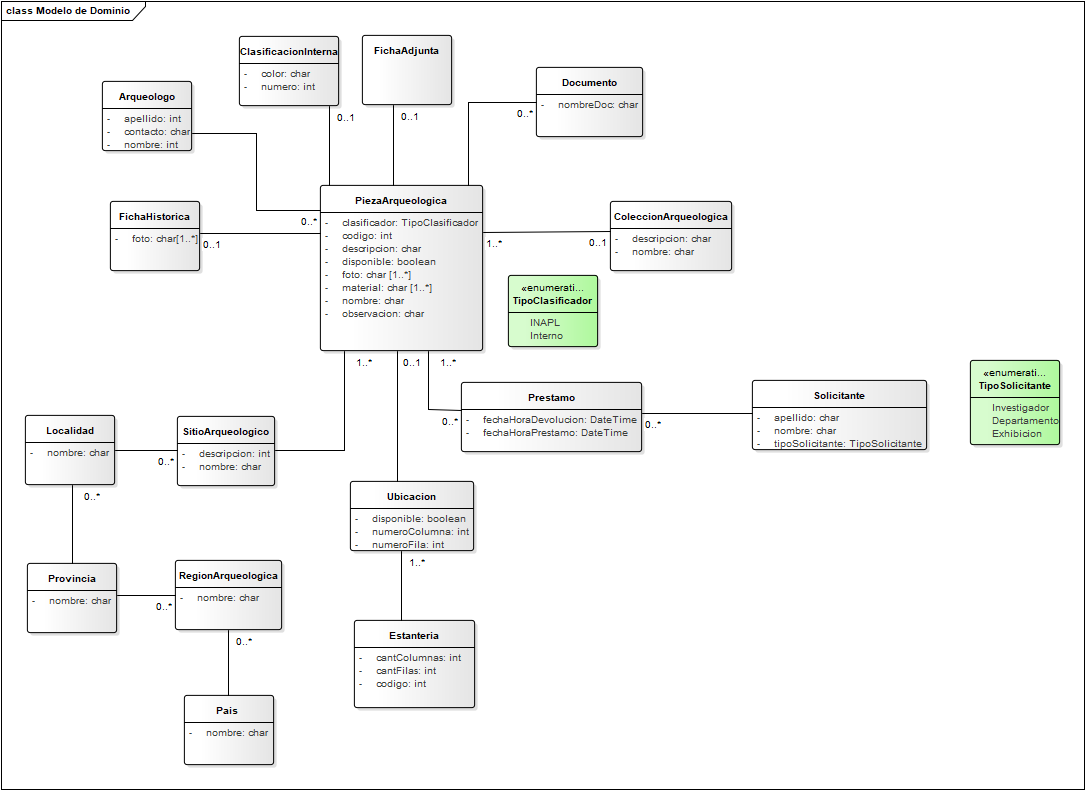 class Modelo de Dominio
ClasificacionInterna
- color: char
- numero: int
0..1
FichaAdjunta
0..1
Documento
- nombreDoc: char
0..*
Arqueologo
- apellido: int
- contacto: char
- nombre: int
0..*
FichaHistorica
- foto: char[1..*]
0..1
PiezaArqueologica
- clasificador: TipoClasificador
- codigo: int
- descripcion: char
- disponible: boolean
- foto: char [1..*]
- material: char [1..*]
- nombre: char
- observacion: char
1..*
0..1
ColeccionArqueologica
- descripcion: char
- nombre: char
«enumerati...
TipoClasificador
INAPL
Interno
1..*
0..1
1..*
«enumerati...
TipoSolicitante
Investigador
Departamento
Exhibicion
Prestamo
- fechaHoraDevolucion: DateTime
- fechaHoraPrestamo: DateTime
0..*
0..*
Solicitante
- apellido: char
- nombre: char
- tipoSolicitante: TipoSolicitante
Localidad
- nombre: char
0..*
SitioArqueologico
- descripcion: int
- nombre: char
0..*
Ubicacion
- disponible: boolean
- numeroColumna: int
- numeroFila: int
1..*
Provincia
- nombre: char
0..*
RegionArqueologica
- nombre: char
0..*
Estanteria
- cantColumnas: int
- cantFilas: int
- codigo: int
Pais
- nombre: char